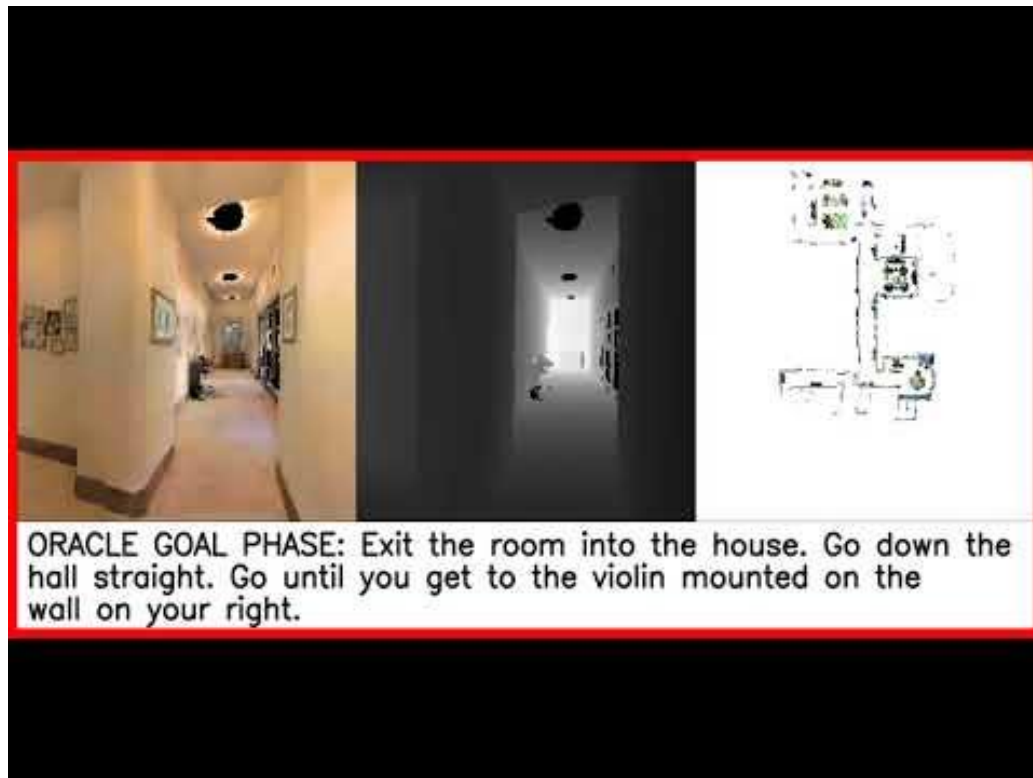 ORACLE GOAL PHASE: Exit the room into the house. Go down the
hall straight. Go until you get to the violin mounted on the
wall on your right.